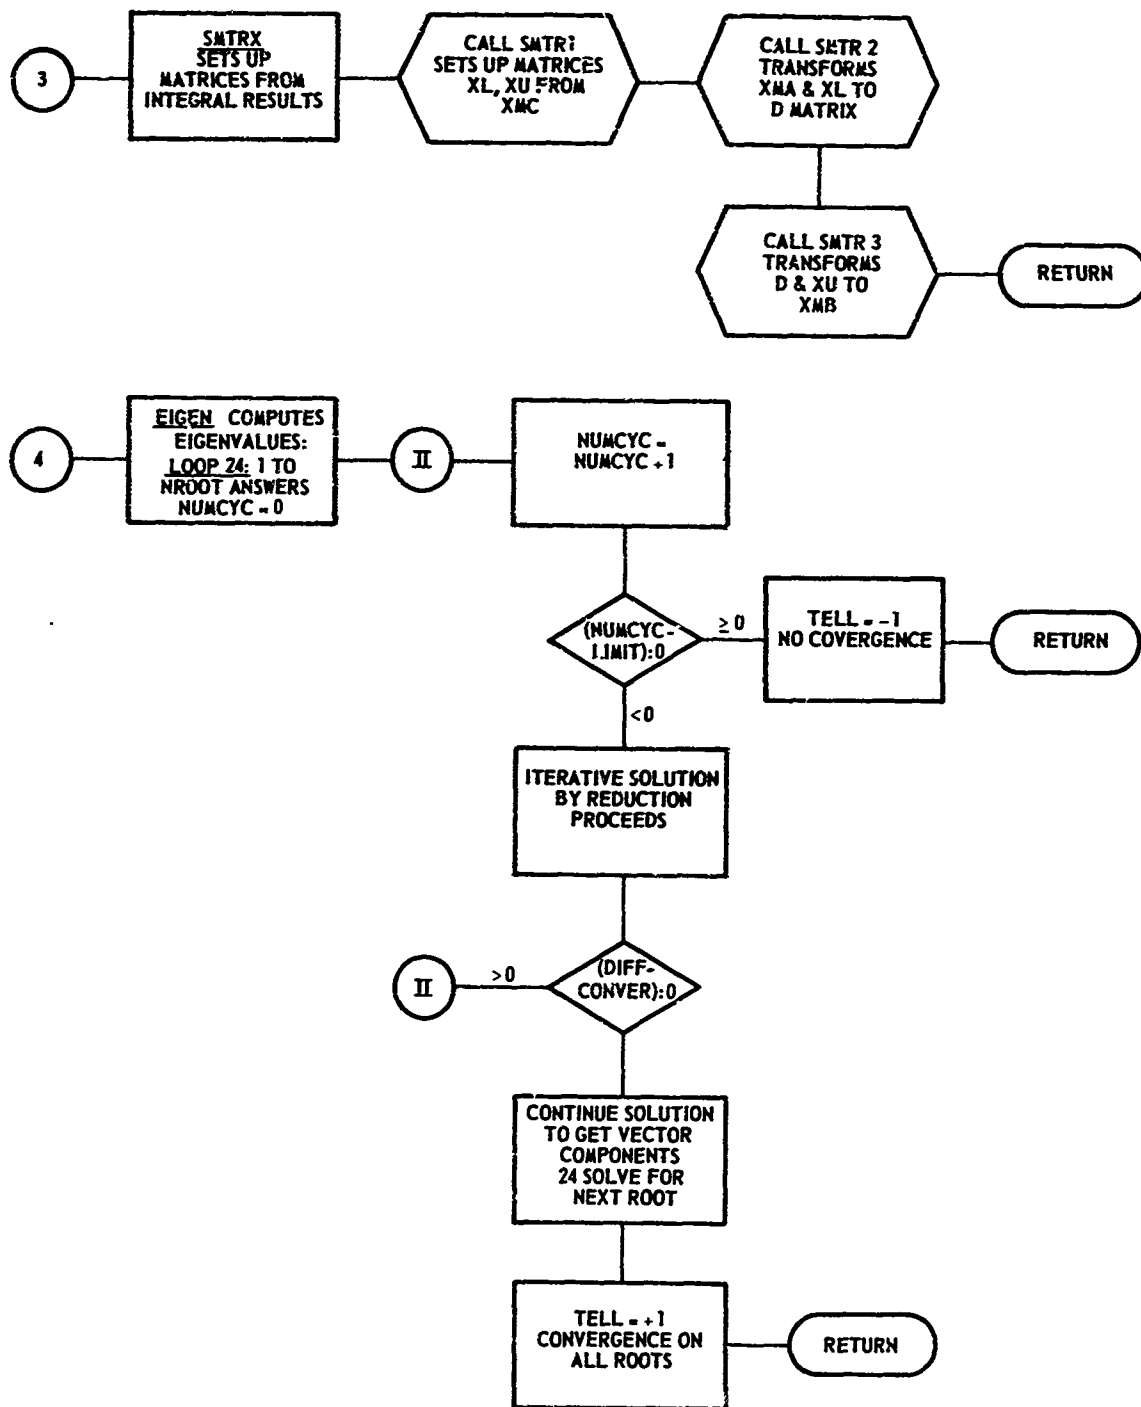 3
SMTRX
SETS UP
MATRICES FROM
INTEGRAL RESULTS
CALL SMTR1
SETS UP MATRICES
XL, XU FROM
XMC
CALL SMTR 2
TRANSFORMS
XMA & XL TO
D MATRIX
CALL SMTR 3
TRANSFORMS
D & XU TO
XMB
RETURN
4
EIGEN COMPUTES
EIGENVALUES:
LOOP 24: 1 TO
NROOT ANSWERS
NUMCYC = 0
II
NUMCYC =
NUMCYC + 1
(NUMCYC-
LIMIT):0
≥ 0
TELL = -1
NO COVERGENCE
RETURN
<0
ITERATIVE SOLUTION
BY REDUCTION
PROCEEDS
(DIFF-
CONVER):0
>0
II
CONTINUE SOLUTION
TO GET VECTOR
COMPONENTS
24 SOLVE FOR
NEXT ROOT
TELL = +1
CONVERGENCE ON
ALL ROOTS
RETURN